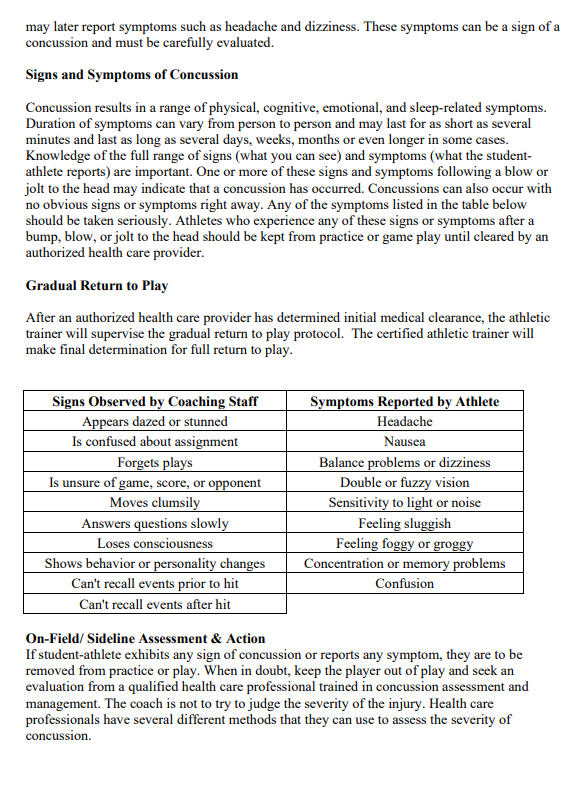 may later report symptoms such as headache and dizziness. These symptoms can be a sign of a
concussion and must be carefully evaluated.
Signs and Symptoms of Concussion
Concussion results in a range of physical, cognitive, emotional, and sleep-related symptoms.
Duration of symptoms can vary from person to person and may last for as short as several
minutes and last as long as several days, weeks, months or even longer in some cases.
Knowledge of the full range of signs (what you can see) and symptoms (what the student-
athlete reports) are important. One or more of these signs and symptoms following a blow or
jolt to the head may indicate that a concussion has occurred. Concussions can also occur with
no obvious signs or symptoms right away. Any of the symptoms listed in the table below
should be taken seriously. Athletes who experience any of these signs or symptoms after a
bump, blow, or jolt to the head should be kept from practice or game play until cleared by an
authorized health care provider.
Gradual Return to Play
After an authorized health care provider has determined initial medical clearance, the athletic
trainer will supervise the gradual return to play protocol. The certified athletic trainer will
make final determination for full return to play.
Signs Observed by Coaching Staff Symptoms Reported by Athlete
Appears dazed or stunned Headache
Is confused about assignment Nausea
Forgets plays Balance problems or dizziness
Is unsure of game, score, or opponent Double or fuzzy vision
Moves clumsily Sensitivity to light or noise
Answers questions slowly Feeling sluggish
Loses consciousness Feeling foggy or groggy
Shows behavior or personality changes Concentration or memory problems
Can't recall events prior to hit Confusion
Can't recall events after hit
On-Field/ Sideline Assessment & Action
If student-athlete exhibits any sign of concussion or reports any symptom, they are to be
removed from practice or play. When in doubt, keep the player out of play and seek an
evaluation from a qualified health care professional trained in concussion assessment and
management. The coach is not to try to judge the severity of the injury. Health care
professionals have several different methods that they can use to assess the severity of
concussion.